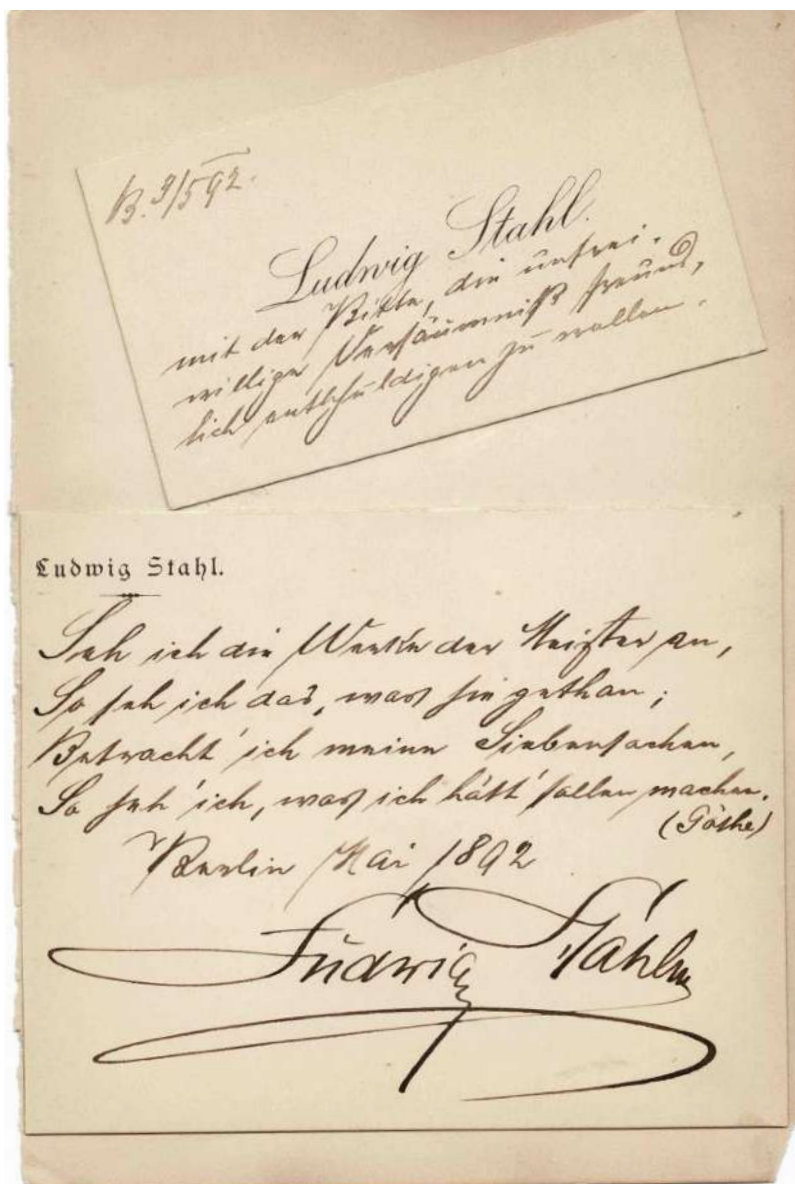 B. 3/5 92.
Ludwig Stahl.
mit der Bitte, die unfrei-
willige Versäumniß freund,
lich entschuldigen zu wollen.
Ludwig Stahl.
Seh ich die Werke der Meister an,
So seh ich das, was sie gethan;
Betracht' ich meine Siebensachen,
So seh' ich, was ich hätt' sollen machen.
(Göthe)
Berlin Mai 1892
Ludwig Stahl